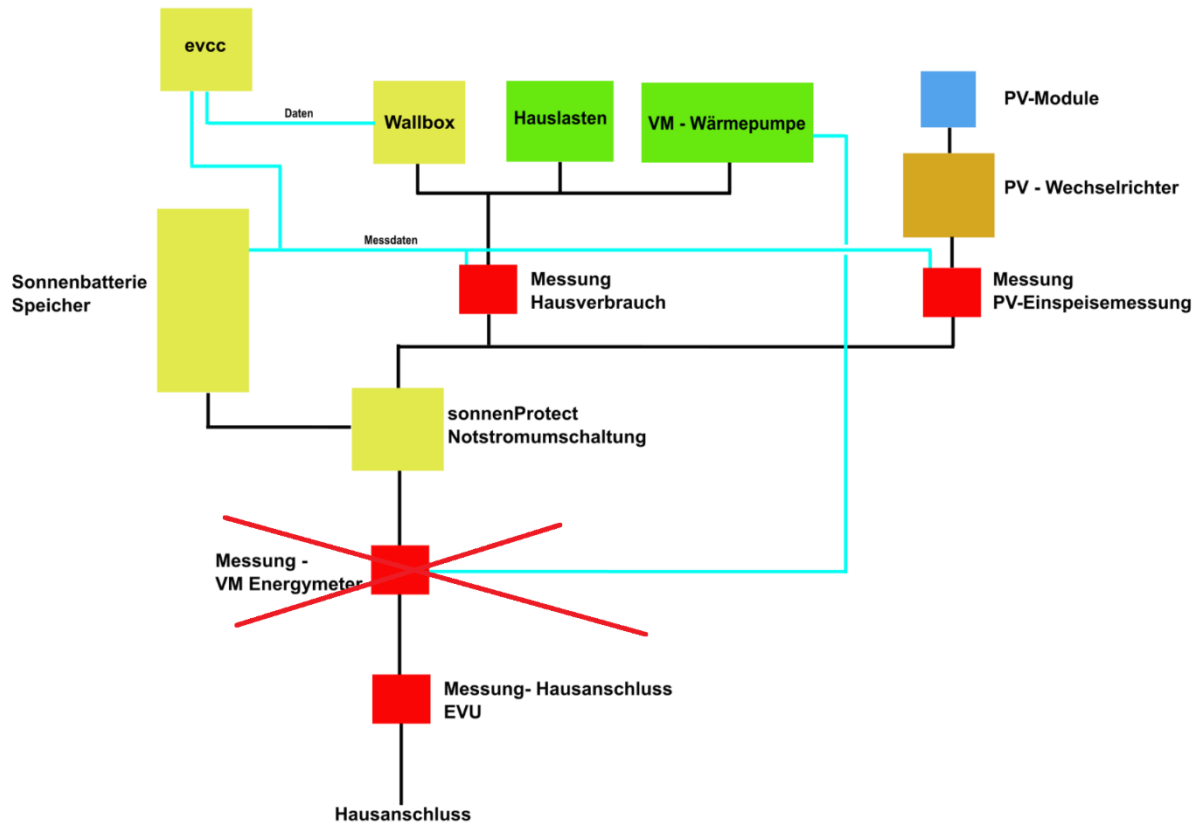 evcc
Daten
Wallbox
Hauslasten
VM - Wärmepumpe
PV-Module
PV - Wechselrichter
Messdaten
Sonnenbatterie
Speicher
Messung
Hausverbrauch
Messung
PV-Einspeisemessung
sonnenProtect
Notstromumschaltung
Messung -
VM Energymeter
Messung- Hausanschluss
EVU
Hausanschluss